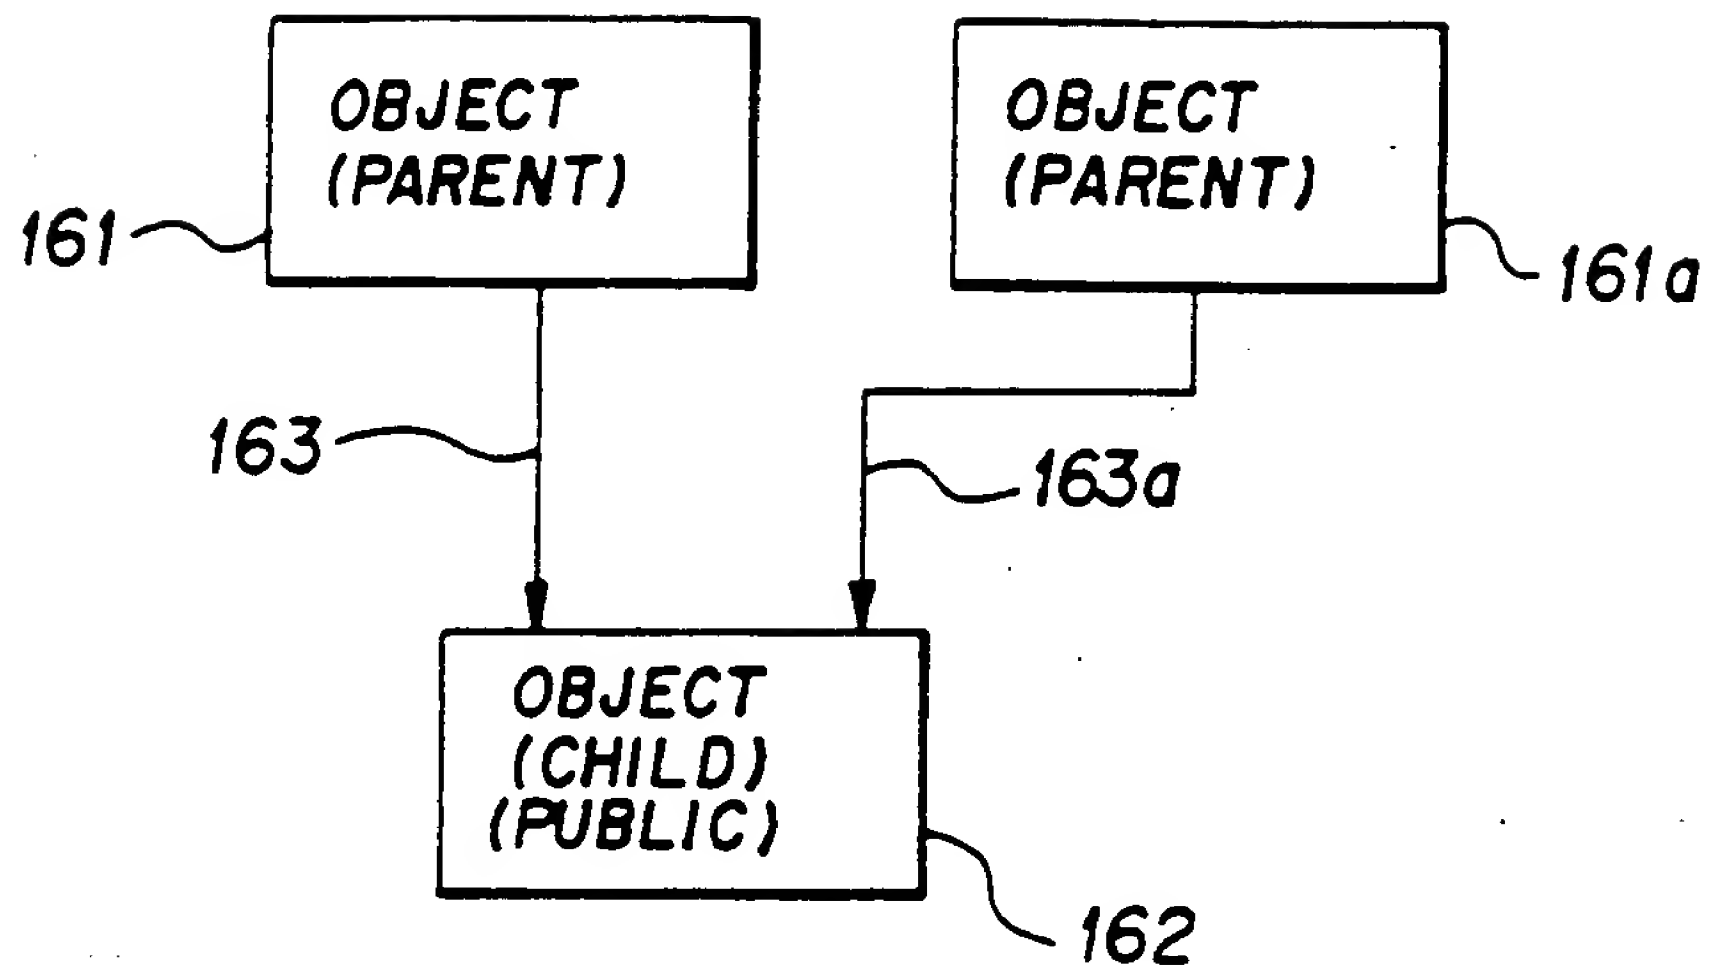 OBJECT
(PARENT)
OBJECT
(PARENT)
161
161a
163
163a
OBJECT
(CHILD)
(PUBLIC)
162